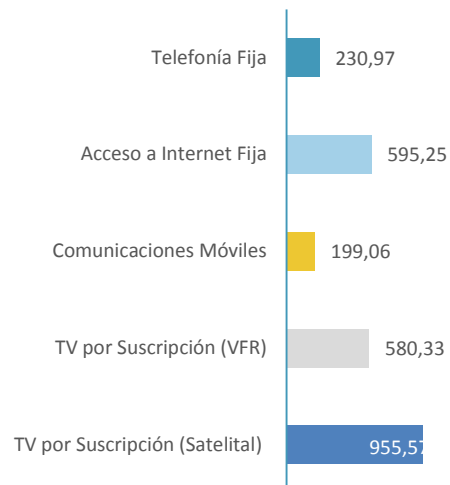 Telefonía Fija 230,97
Acceso a Internet Fija 595,25
Comunicaciones Móviles 199,06
TV por Suscripción (VFR) 580,33
TV por Suscripción (Satelital) 955,57